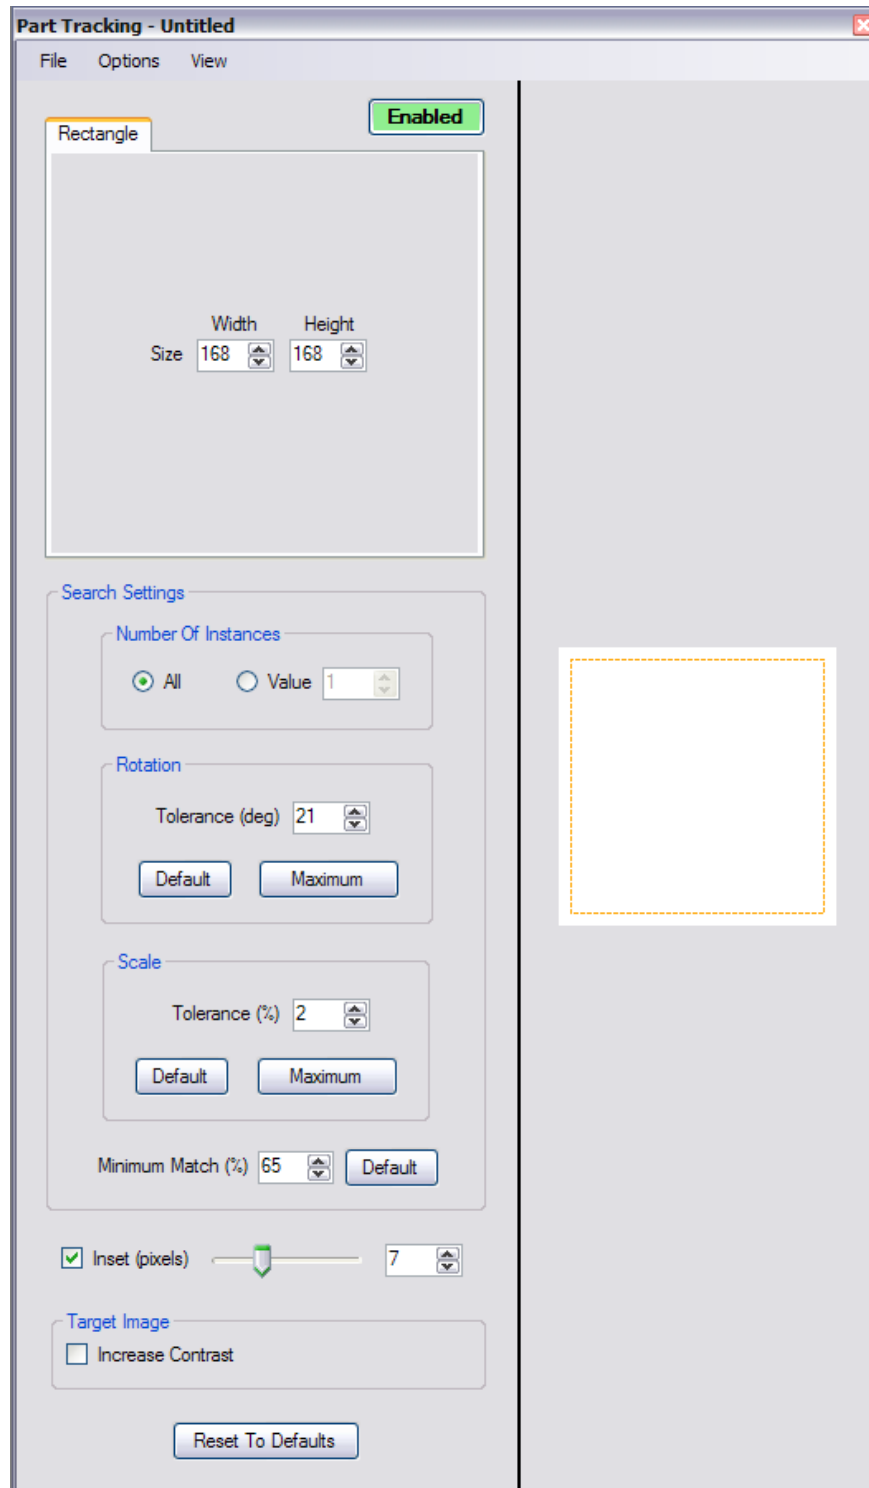 Part Tracking - Untitled
File Options View
Enabled
Rectangle
Width Height
Size 168 168
Search Settings
Number Of Instances
All Value 1
Rotation
Tolerance (deg) 21
Default Maximum
Scale
Tolerance (%) 2
Default Maximum
Minimum Match (%) 65 Default
Inset (pixels) 7
Target Image
Increase Contrast
Reset To Defaults